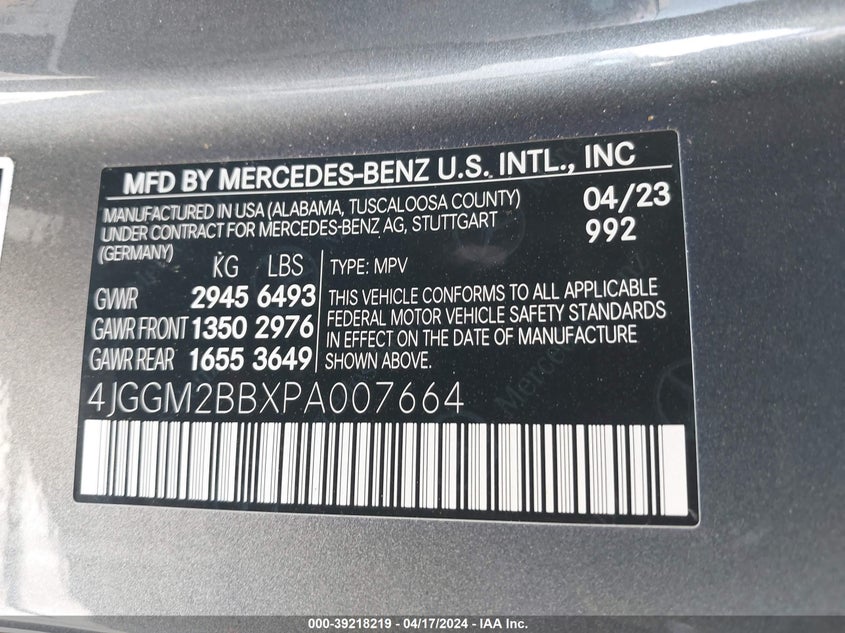 MFD BY MERCEDES-BENZ U.S. INTL., INC
MANUFACTURED IN USA (ALABAMA, TUSCALOOSA COUNTY)
UNDER CONTRACT FOR MERCEDES-BENZ AG, STUTTGART
(GERMANY)
04/23
992
KG LBS
GVWR 2945 6493
GAWR FRONT 1350 2976
GAWR REAR 1655 3649
TYPE: MPV
THIS VEHICLE CONFORMS TO ALL APPLICABLE
FEDERAL MOTOR VEHICLE SAFETY STANDARDS
IN EFFECT ON THE DATE OF MANUFACTURE
SHOWN ABOVE.
4JGGM2BBXPA007664
000-39218219 - 04/17/2024 - IAA Inc.